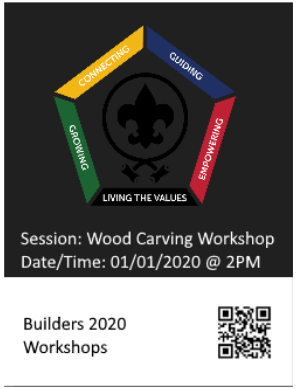 CONNECTING
GUIDING
GROWING
EMPOWERING
LIVING THE VALUES
Session: Wood Carving Workshop
Date/Time: 01/01/2020 @ 2PM
Builders 2020
Workshops